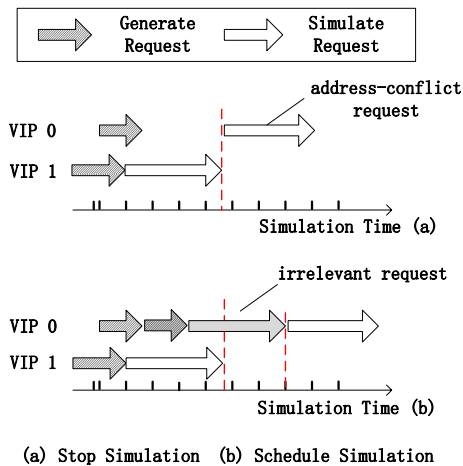 Generate Request
Simulate Request
address-conflict request
VIP 0
VIP 1
Simulation Time (a)
irrelevant request
VIP 0
VIP 1
Simulation Time (b)
(a) Stop Simulation (b) Schedule Simulation